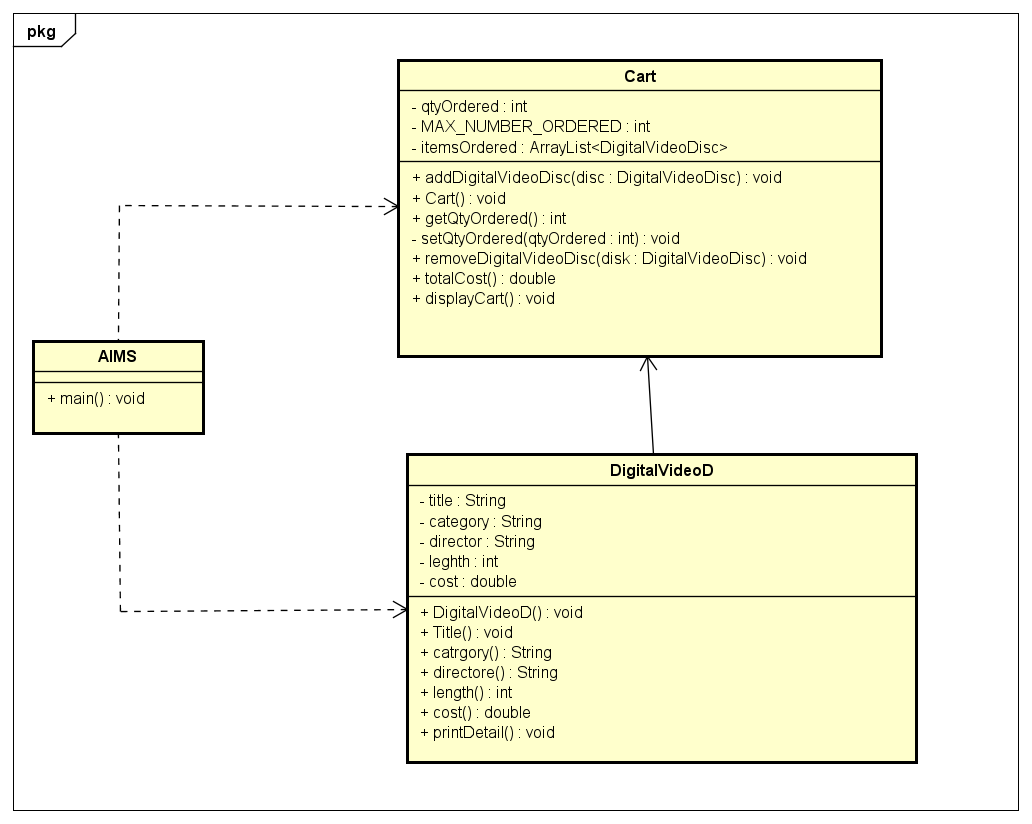 pkg
Cart
- qtyOrdered : int
- MAX_NUMBER_ORDERED : int
- itemsOrdered : ArrayList<DigitalVideoDisc>
+ addDigitalVideoDisc(disc : DigitalVideoDisc) : void
+ Cart() : void
+ getQtyOrdered() : int
- setQtyOrdered(qtyOrdered : int) : void
+ removeDigitalVideoDisc(disk : DigitalVideoDisc) : void
+ totalCost() : double
+ displayCart() : void
AIMS
+ main() : void
DigitalVideoD
- title : String
- category : String
- director : String
- leghth : int
- cost : double
+ DigitalVideoD() : void
+ Title() : void
+ catrgory() : String
+ directore() : String
+ length() : int
+ cost() : double
+ printDetail() : void